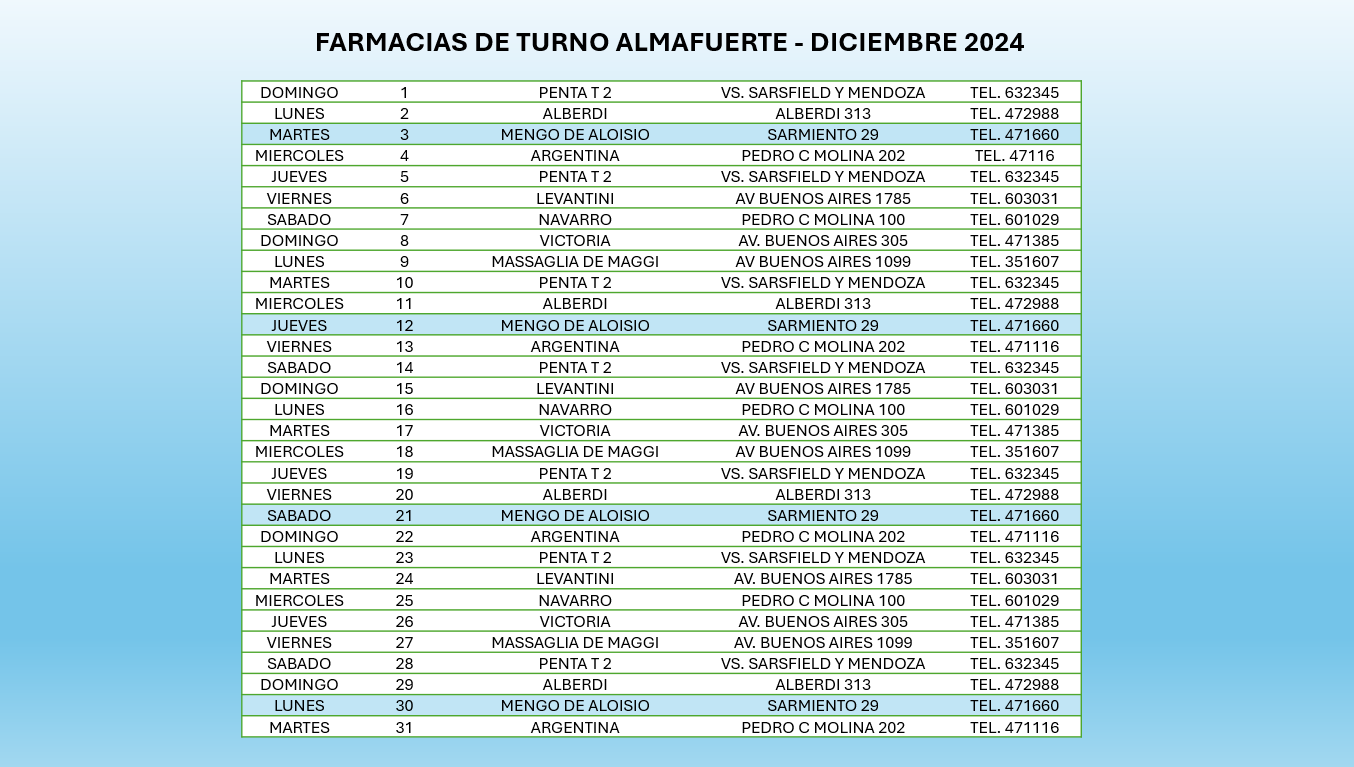 FARMACIAS DE TURNO ALMAFUERTE - DICIEMBRE 2024
DOMINGO 1 PENTA T 2 VS. SARSFIELD Y MENDOZA TEL. 632345
LUNES 2 ALBERDI ALBERDI 313 TEL. 472988
MARTES 3 MENGO DE ALOISIO SARMIENTO 29 TEL. 471660
MIERCOLES 4 ARGENTINA PEDRO C MOLINA 202 TEL. 47116
JUEVES 5 PENTA T 2 VS. SARSFIELD Y MENDOZA TEL. 632345
VIERNES 6 LEVANTINI AV BUENOS AIRES 1785 TEL. 603031
SABADO 7 NAVARRO PEDRO C MOLINA 100 TEL. 601029
DOMINGO 8 VICTORIA AV. BUENOS AIRES 305 TEL. 471385
LUNES 9 MASSAGLIA DE MAGGI AV BUENOS AIRES 1099 TEL. 351607
MARTES 10 PENTA T 2 VS. SARSFIELD Y MENDOZA TEL. 632345
MIERCOLES 11 ALBERDI ALBERDI 313 TEL. 472988
JUEVES 12 MENGO DE ALOISIO SARMIENTO 29 TEL. 471660
VIERNES 13 ARGENTINA PEDRO C MOLINA 202 TEL. 471116
SABADO 14 PENTA T 2 VS. SARSFIELD Y MENDOZA TEL. 632345
DOMINGO 15 LEVANTINI AV BUENOS AIRES 1785 TEL. 603031
LUNES 16 NAVARRO PEDRO C MOLINA 100 TEL. 601029
MARTES 17 VICTORIA AV. BUENOS AIRES 305 TEL. 471385
MIERCOLES 18 MASSAGLIA DE MAGGI AV BUENOS AIRES 1099 TEL. 351607
JUEVES 19 PENTA T 2 VS. SARSFIELD Y MENDOZA TEL. 632345
VIERNES 20 ALBERDI ALBERDI 313 TEL. 472988
SABADO 21 MENGO DE ALOISIO SARMIENTO 29 TEL. 471660
DOMINGO 22 ARGENTINA PEDRO C MOLINA 202 TEL. 471116
LUNES 23 PENTA T 2 VS. SARSFIELD Y MENDOZA TEL. 632345
MARTES 24 LEVANTINI AV. BUENOS AIRES 1785 TEL. 603031
MIERCOLES 25 NAVARRO PEDRO C MOLINA 100 TEL. 601029
JUEVES 26 VICTORIA AV. BUENOS AIRES 305 TEL. 471385
VIERNES 27 MASSAGLIA DE MAGGI AV. BUENOS AIRES 1099 TEL. 351607
SABADO 28 PENTA T 2 VS. SARSFIELD Y MENDOZA TEL. 632345
DOMINGO 29 ALBERDI ALBERDI 313 TEL. 472988
LUNES 30 MENGO DE ALOISIO SARMIENTO 29 TEL. 471660
MARTES 31 ARGENTINA PEDRO C MOLINA 202 TEL. 471116